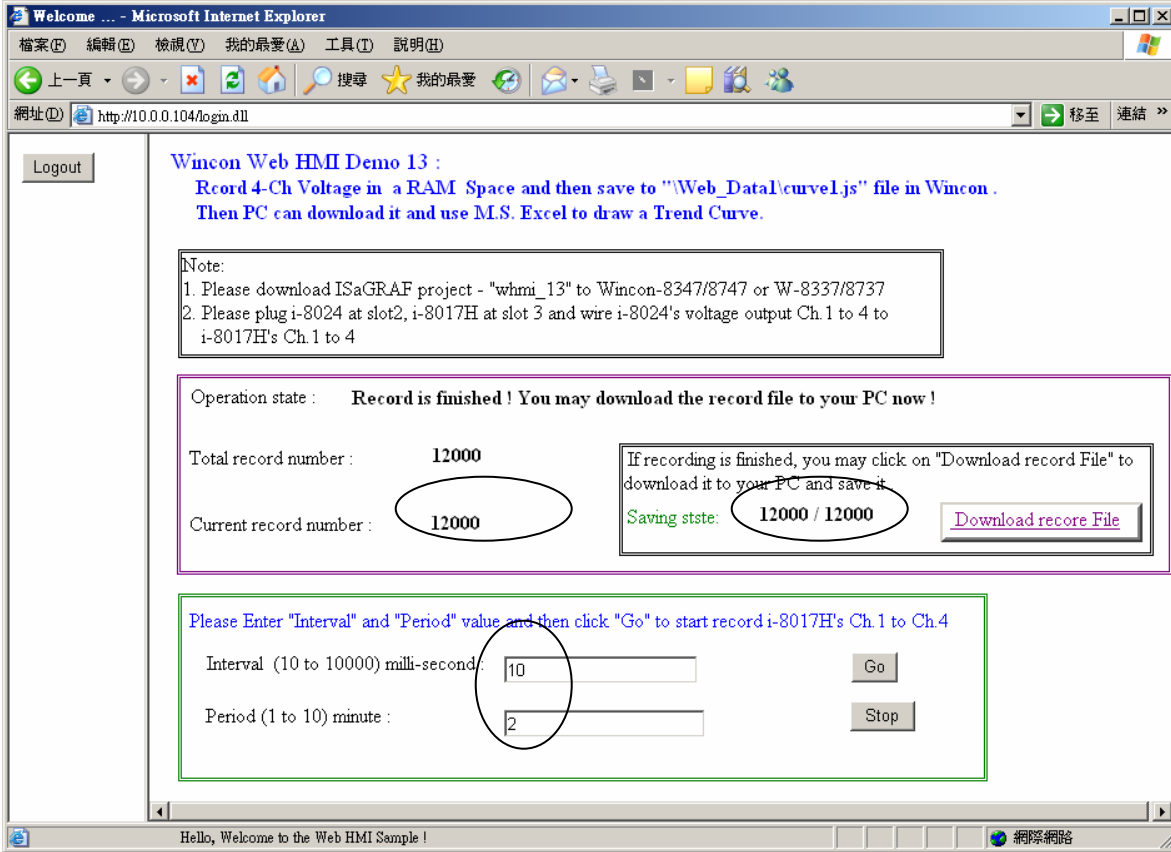 Welcome ... - Microsoft Internet Explorer
檔案(F) 編輯(E) 檢視(V) 我的最愛(A) 工具(T) 說明(H)
上一頁 搜尋 我的最愛
網址(D) http://10.0.0.104/login.dll 移至 連結 »
Logout
Wincon Web HMI Demo 13 :
Rcord 4-Ch Voltage in a RAM Space and then save to "\Web_Data1\curve1.js" file in Wincon .
Then PC can download it and use M.S. Excel to draw a Trend Curve.
Note:
1. Please download ISaGRAF project - "whmi_13" to Wincon-8347/8747 or W-8337/8737
2. Please plug i-8024 at slot2, i-8017H at slot 3 and wire i-8024's voltage output Ch.1 to 4 to
i-8017H's Ch.1 to 4
Operation state : Record is finished ! You may download the record file to your PC now !
Total record number : 12000
Current record number : 12000
If recording is finished, you may click on "Download record File" to
download it to your PC and save it .
Saving stste: 12000 / 12000
Download recore File
Please Enter "Interval" and "Period" value and then click "Go" to start record i-8017H's Ch.1 to Ch.4
Interval (10 to 10000) milli-second : 10 Go
Period (1 to 10) minute : 2 Stop
Hello, Welcome to the Web HMI Sample ! 網際網路